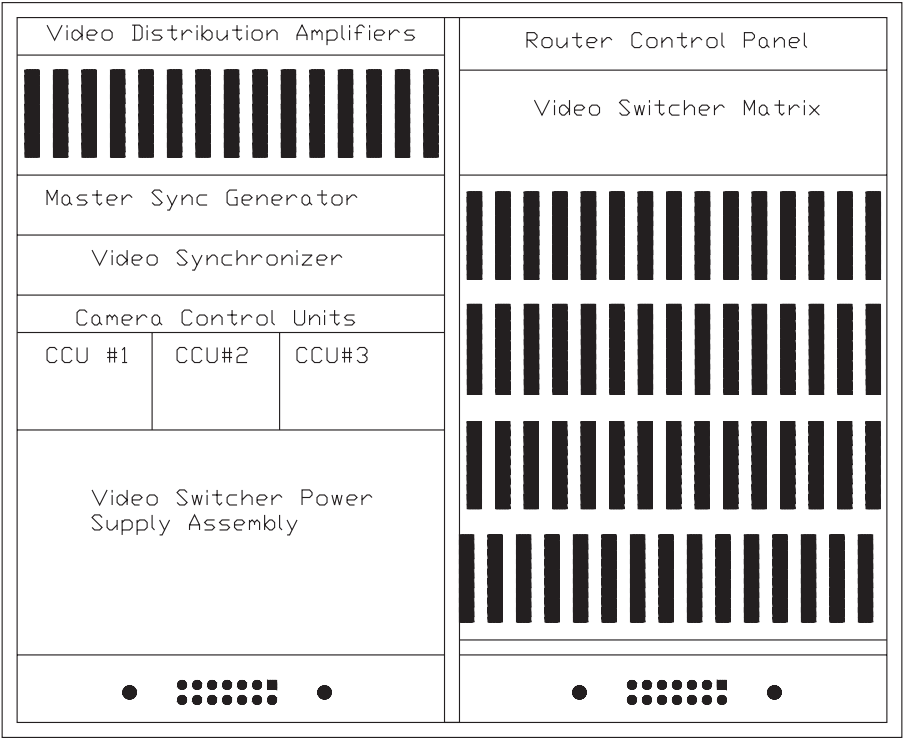 Video Distribution Amplifiers
Master Sync Generator
Video Synchronizer
Camera Control Units
CCU #1
CCU#2
CCU#3
Video Switcher Power
Supply Assembly
Router Control Panel
Video Switcher Matrix